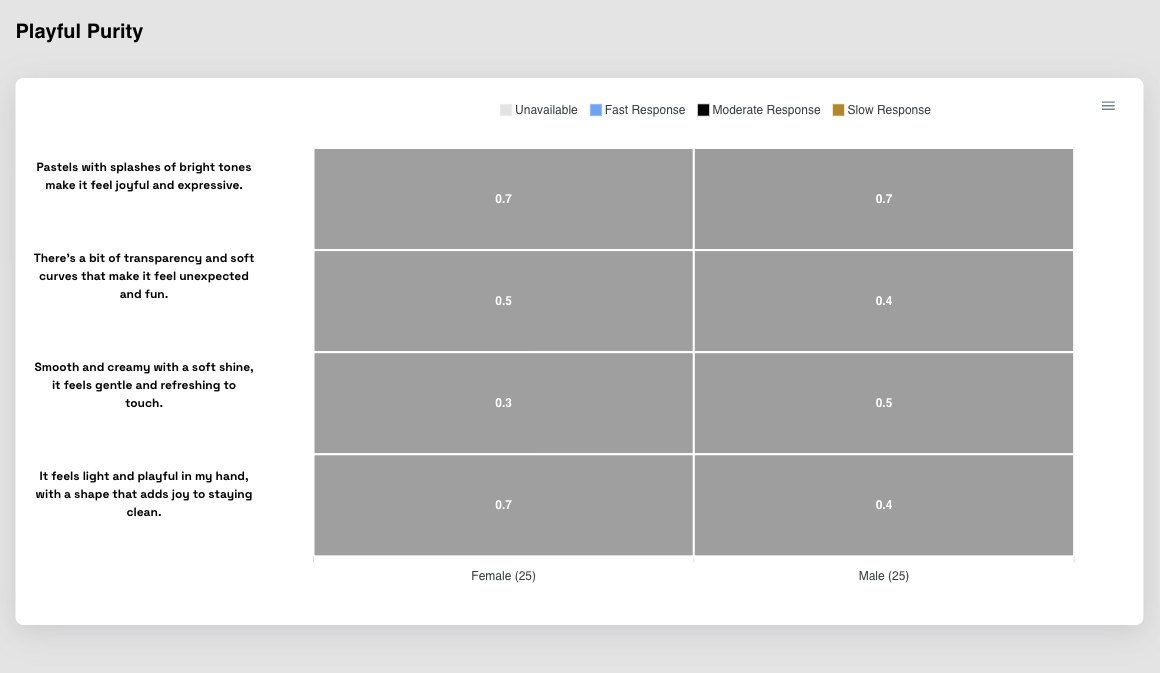 Playful Purity
Unavailable
Fast Response
Moderate Response
Slow Response
Pastels with splashes of bright tones
make it feel joyful and expressive.
0.7
0.7
There's a bit of transparency and soft
curves that make it feel unexpected
and fun.
0.5
0.4
Smooth and creamy with a soft shine,
it feels gentle and refreshing to
touch.
0.3
0.5
It feels light and playful in my hand,
with a shape that adds joy to staying
clean.
0.7
0.4
Female (25)
Male (25)